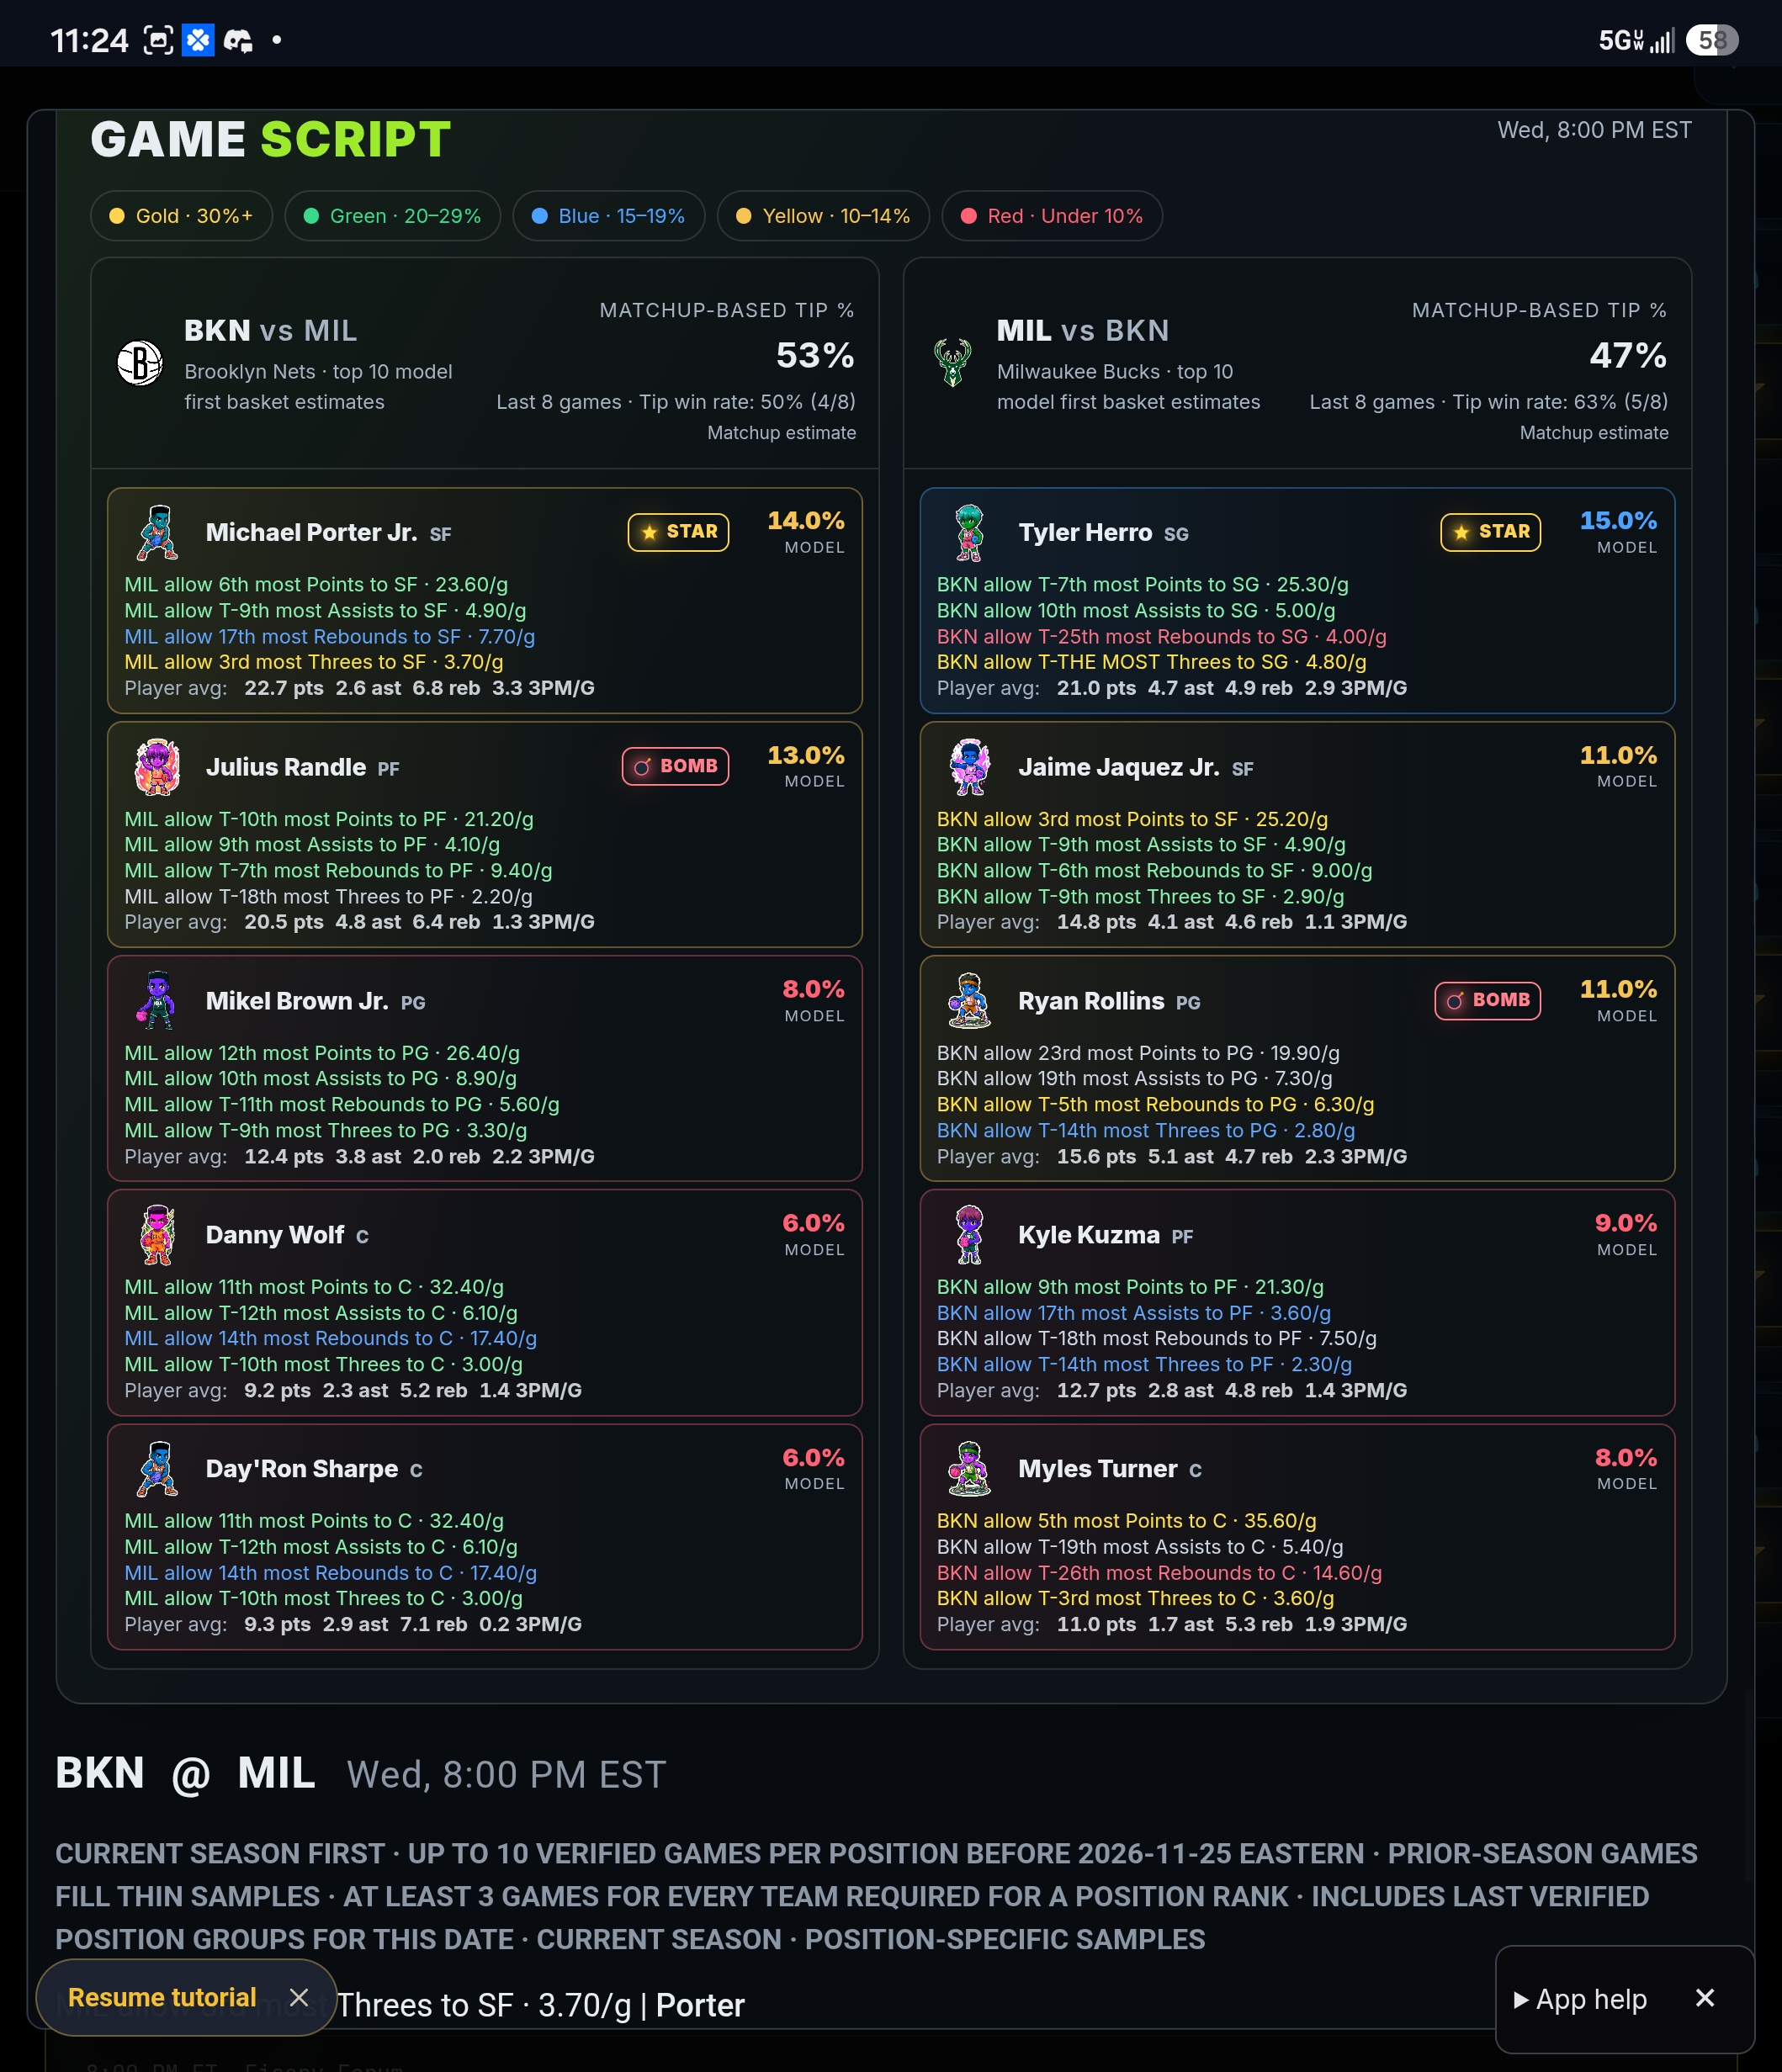 11:24
5G UW
58
GAME SCRIPT
Wed, 8:00 PM EST
Gold · 30%+
Green · 20–29%
Blue · 15–19%
Yellow · 10–14%
Red · Under 10%
BKN vs MIL
Brooklyn Nets · top 10 model
first basket estimates
MATCHUP-BASED TIP %
53%
Last 8 games · Tip win rate: 50% (4/8)
Matchup estimate
Michael Porter Jr. SF
STAR
14.0%
MODEL
MIL allow 6th most Points to SF · 23.60/g
MIL allow T-9th most Assists to SF · 4.90/g
MIL allow 17th most Rebounds to SF · 7.70/g
MIL allow 3rd most Threes to SF · 3.70/g
Player avg: 22.7 pts 2.6 ast 6.8 reb 3.3 3PM/G
Julius Randle PF
BOMB
13.0%
MODEL
MIL allow T-10th most Points to PF · 21.20/g
MIL allow 9th most Assists to PF · 4.10/g
MIL allow T-7th most Rebounds to PF · 9.40/g
MIL allow T-18th most Threes to PF · 2.20/g
Player avg: 20.5 pts 4.8 ast 6.4 reb 1.3 3PM/G
Mikel Brown Jr. PG
8.0%
MODEL
MIL allow 12th most Points to PG · 26.40/g
MIL allow 10th most Assists to PG · 8.90/g
MIL allow T-11th most Rebounds to PG · 5.60/g
MIL allow T-9th most Threes to PG · 3.30/g
Player avg: 12.4 pts 3.8 ast 2.0 reb 2.2 3PM/G
Danny Wolf C
6.0%
MODEL
MIL allow 11th most Points to C · 32.40/g
MIL allow T-12th most Assists to C · 6.10/g
MIL allow 14th most Rebounds to C · 17.40/g
MIL allow T-10th most Threes to C · 3.00/g
Player avg: 9.2 pts 2.3 ast 5.2 reb 1.4 3PM/G
Day'Ron Sharpe C
6.0%
MODEL
MIL allow 11th most Points to C · 32.40/g
MIL allow T-12th most Assists to C · 6.10/g
MIL allow 14th most Rebounds to C · 17.40/g
MIL allow T-10th most Threes to C · 3.00/g
Player avg: 9.3 pts 2.9 ast 7.1 reb 0.2 3PM/G
MIL vs BKN
Milwaukee Bucks · top 10
model first basket estimates
MATCHUP-BASED TIP %
47%
Last 8 games · Tip win rate: 63% (5/8)
Matchup estimate
Tyler Herro SG
STAR
15.0%
MODEL
BKN allow T-7th most Points to SG · 25.30/g
BKN allow 10th most Assists to SG · 5.00/g
BKN allow T-25th most Rebounds to SG · 4.00/g
BKN allow T-THE MOST Threes to SG · 4.80/g
Player avg: 21.0 pts 4.7 ast 4.9 reb 2.9 3PM/G
Jaime Jaquez Jr. SF
11.0%
MODEL
BKN allow 3rd most Points to SF · 25.20/g
BKN allow T-9th most Assists to SF · 4.90/g
BKN allow T-6th most Rebounds to SF · 9.00/g
BKN allow T-9th most Threes to SF · 2.90/g
Player avg: 14.8 pts 4.1 ast 4.6 reb 1.1 3PM/G
Ryan Rollins PG
BOMB
11.0%
MODEL
BKN allow 23rd most Points to PG · 19.90/g
BKN allow 19th most Assists to PG · 7.30/g
BKN allow T-5th most Rebounds to PG · 6.30/g
BKN allow T-14th most Threes to PG · 2.80/g
Player avg: 15.6 pts 5.1 ast 4.7 reb 2.3 3PM/G
Kyle Kuzma PF
9.0%
MODEL
BKN allow 9th most Points to PF · 21.30/g
BKN allow 17th most Assists to PF · 3.60/g
BKN allow T-18th most Rebounds to PF · 7.50/g
BKN allow T-14th most Threes to PF · 2.30/g
Player avg: 12.7 pts 2.8 ast 4.8 reb 1.4 3PM/G
Myles Turner C
8.0%
MODEL
BKN allow 5th most Points to C · 35.60/g
BKN allow T-19th most Assists to C · 5.40/g
BKN allow T-26th most Rebounds to C · 14.60/g
BKN allow T-3rd most Threes to C · 3.60/g
Player avg: 11.0 pts 1.7 ast 5.3 reb 1.9 3PM/G
BKN @ MIL Wed, 8:00 PM EST
CURRENT SEASON FIRST · UP TO 10 VERIFIED GAMES PER POSITION BEFORE 2026-11-25 EASTERN · PRIOR-SEASON GAMES
FILL THIN SAMPLES · AT LEAST 3 GAMES FOR EVERY TEAM REQUIRED FOR A POSITION RANK · INCLUDES LAST VERIFIED
POSITION GROUPS FOR THIS DATE · CURRENT SEASON · POSITION-SPECIFIC SAMPLES
Threes to SF · 3.70/g | Porter
Resume tutorial
App help